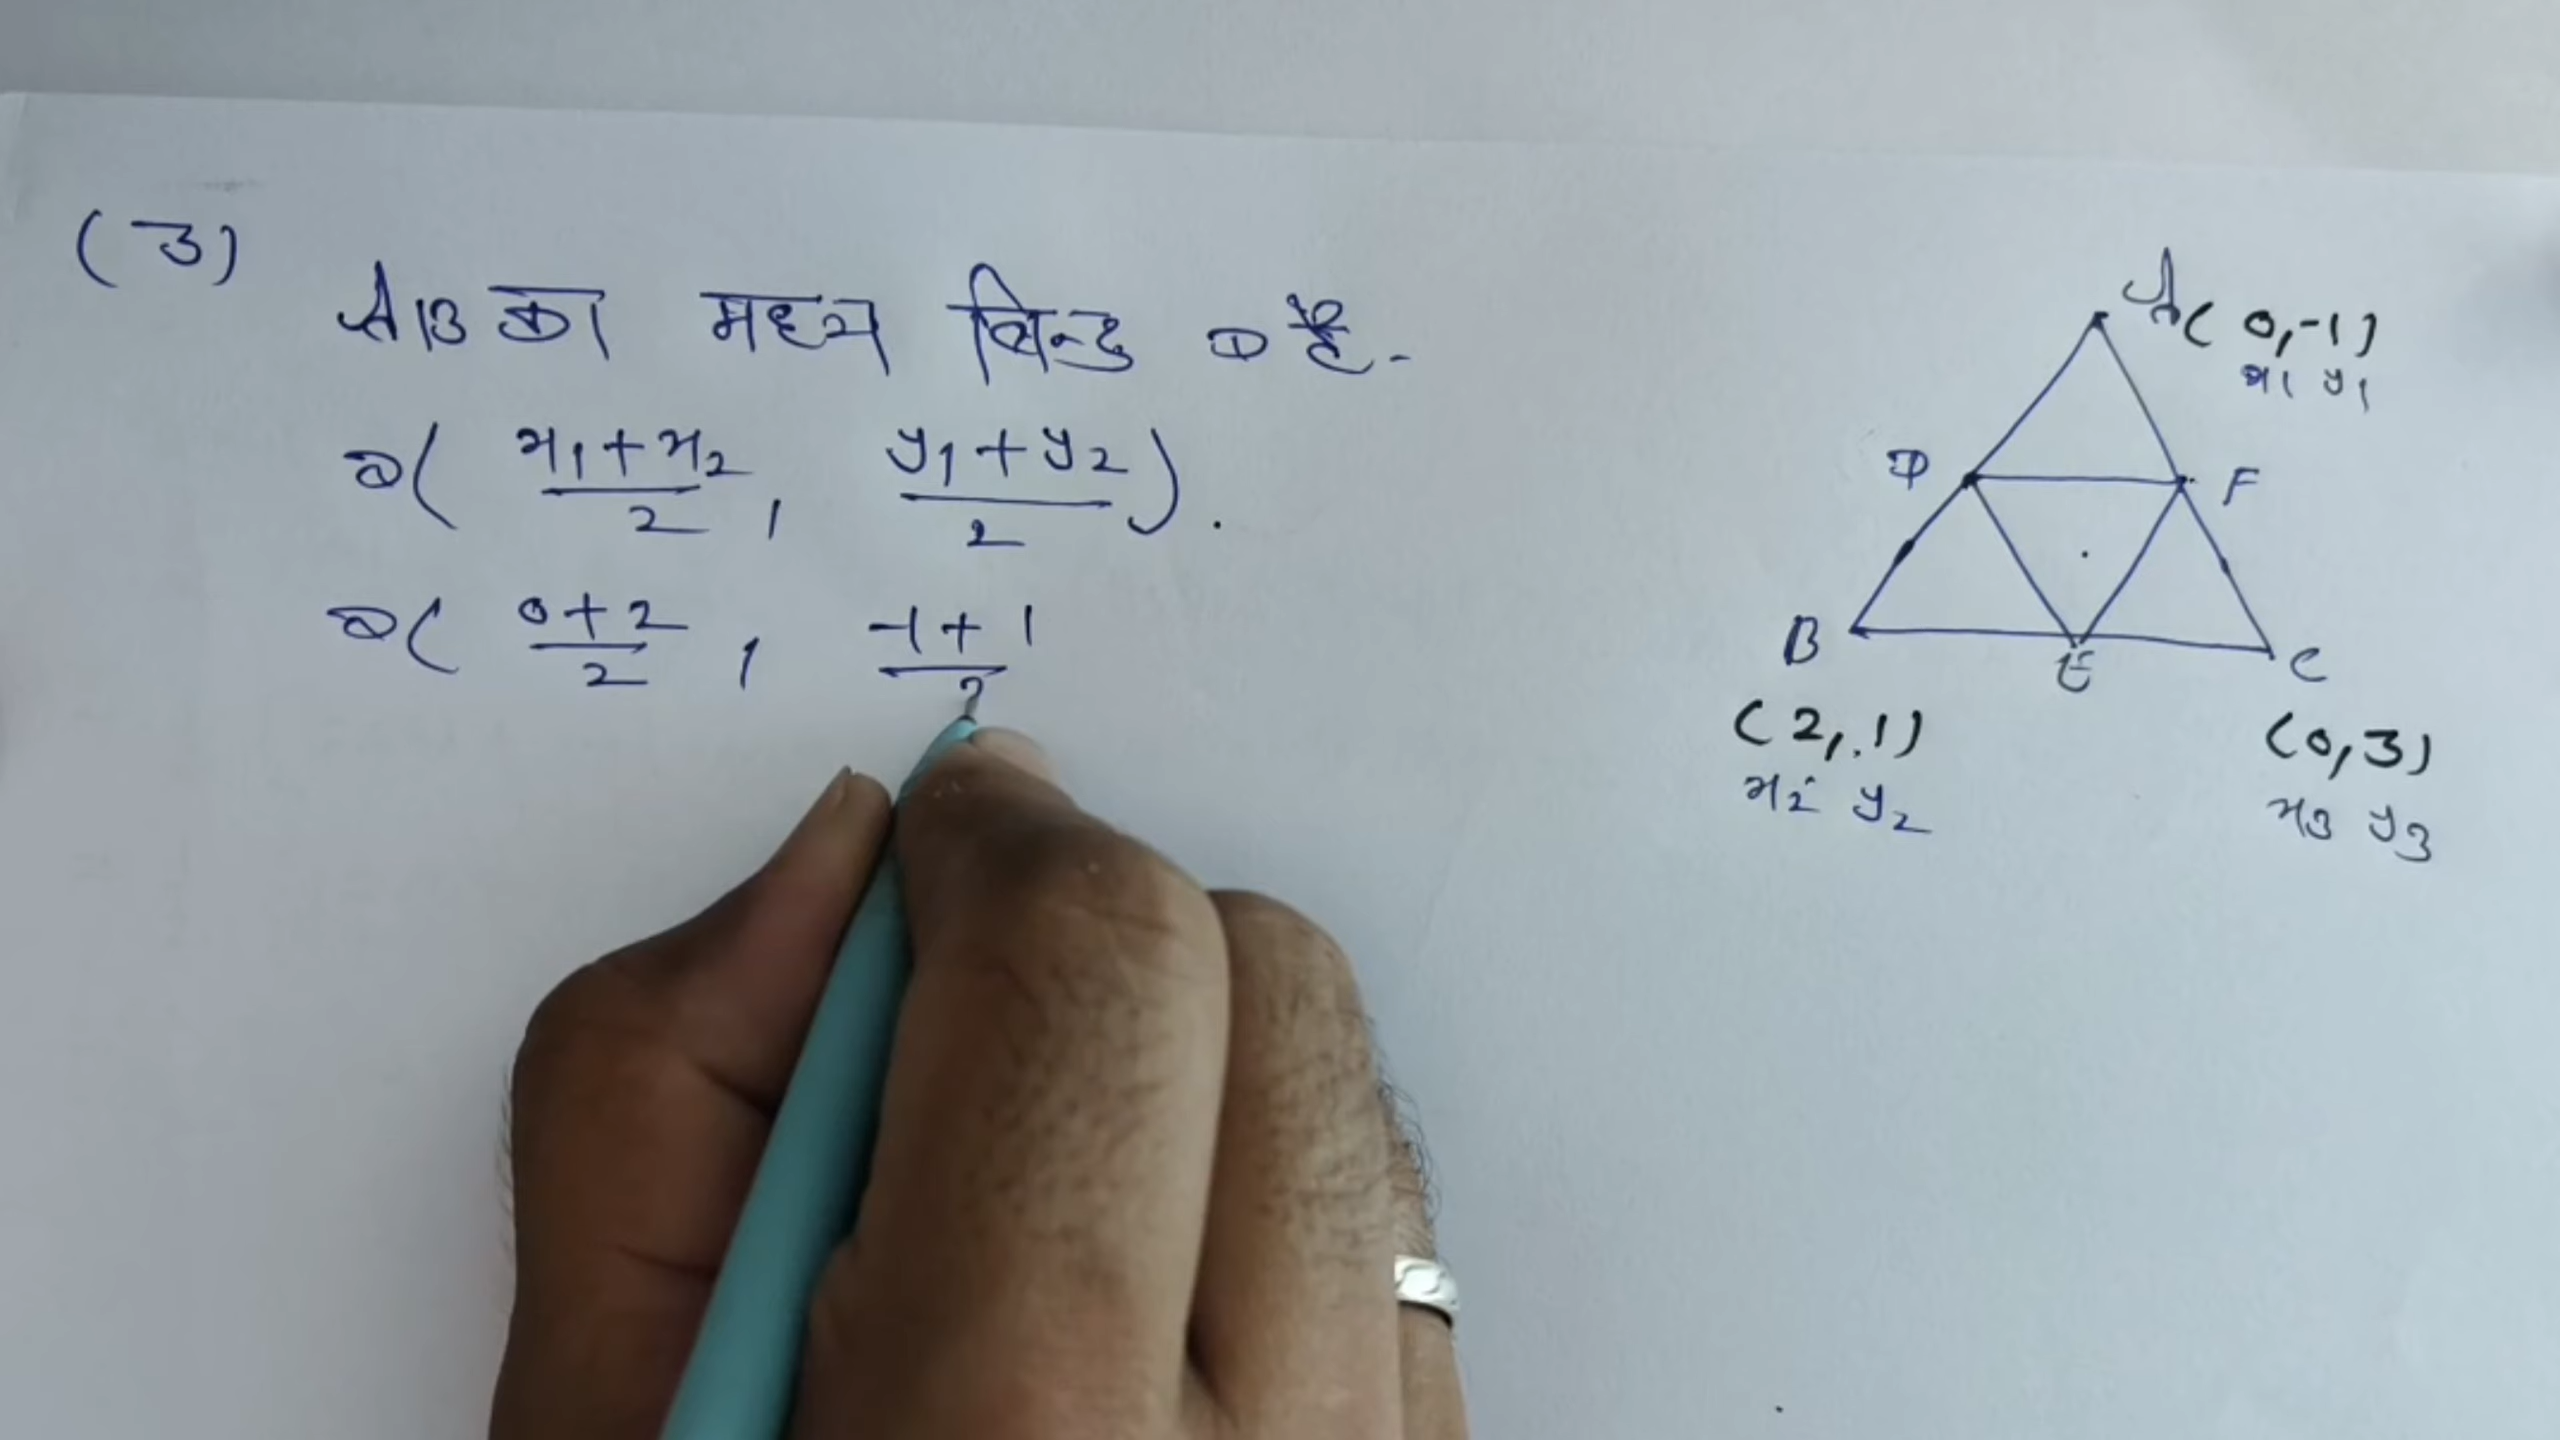 (3)
AB का मध्य बिन्दु D है-
D( x1+x2/2, y1+y2/2 ).
D( 0+2/2, -1+1/2
A( 0,-1)
x1 y1
D F
B E C
(2,1) (0,3)
x2 y2 x3 y3